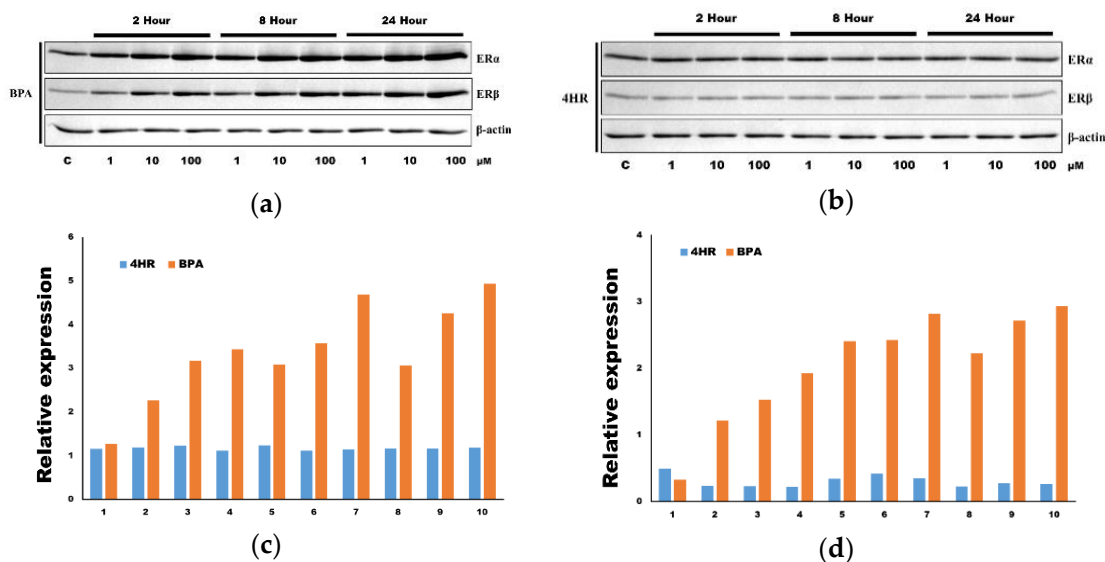 2 Hour 8 Hour 24 Hour
ERα
BPA
ERβ
β-actin
C 1 10 100 1 10 100 1 10 100 µM
(a)
2 Hour 8 Hour 24 Hour
ERα
4HR
ERβ
β-actin
C 1 10 100 1 10 100 1 10 100 µM
(b)
Relative expression
4HR BPA
6
5
4
3
2
1
0
1 2 3 4 5 6 7 8 9 10
(c)
Relative expression
4HR BPA
4
3
2
1
0
1 2 3 4 5 6 7 8 9 10
(d)